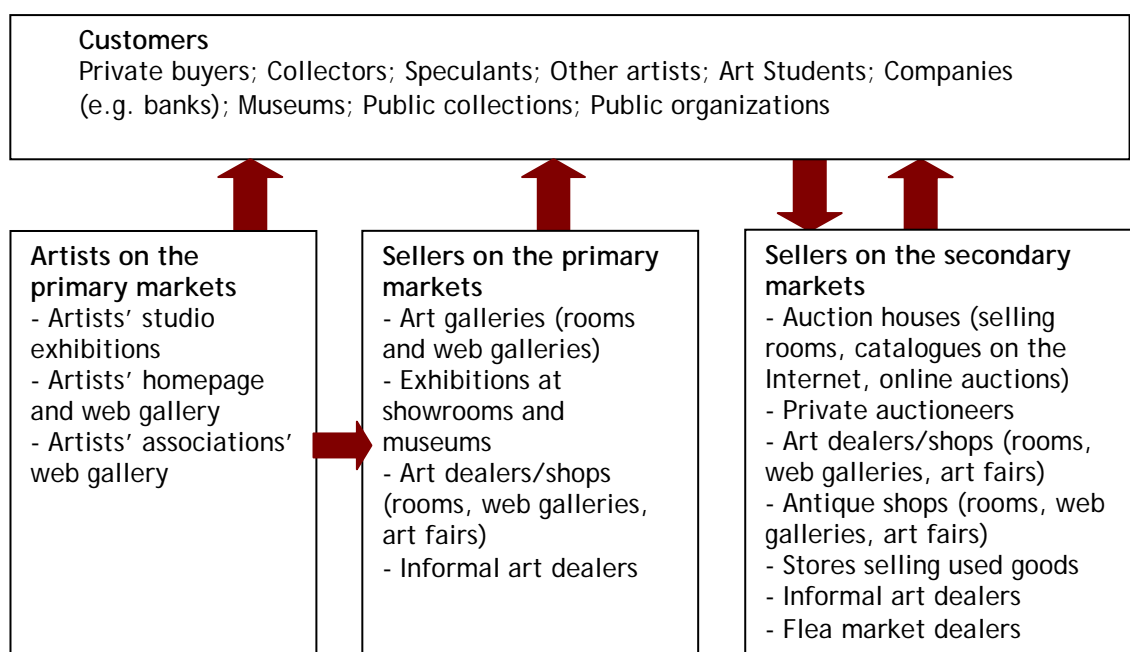 Customers
Private buyers; Collectors; Speculants; Other artists; Art Students; Companies
(e.g. banks); Museums; Public collections; Public organizations
Artists on the
primary markets
- Artists’ studio
exhibitions
- Artists’ homepage
and web gallery
- Artists’ associations’
web gallery
Sellers on the primary
markets
- Art galleries (rooms
and web galleries)
- Exhibitions at
showrooms and
museums
- Art dealers/shops
(rooms, web galleries,
art fairs)
- Informal art dealers
Sellers on the secondary
markets
- Auction houses (selling
rooms, catalogues on the
Internet, online auctions)
- Private auctioneers
- Art dealers/shops (rooms,
web galleries, art fairs)
- Antique shops (rooms, web
galleries, art fairs)
- Stores selling used goods
- Informal art dealers
- Flea market dealers